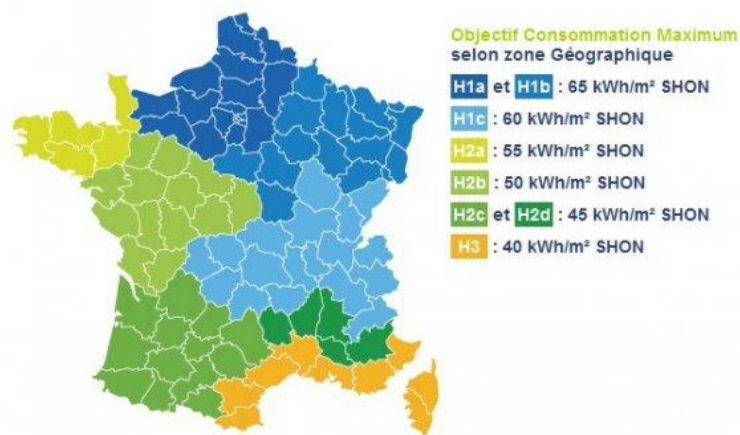 Objectif Consommation Maximum
selon zone Géographique
H1a et H1b : 65 kWh/m² SHON
H1c : 60 kWh/m² SHON
H2a : 55 kWh/m² SHON
H2b : 50 kWh/m² SHON
H2c et H2d : 45 kWh/m² SHON
H3 : 40 kWh/m² SHON